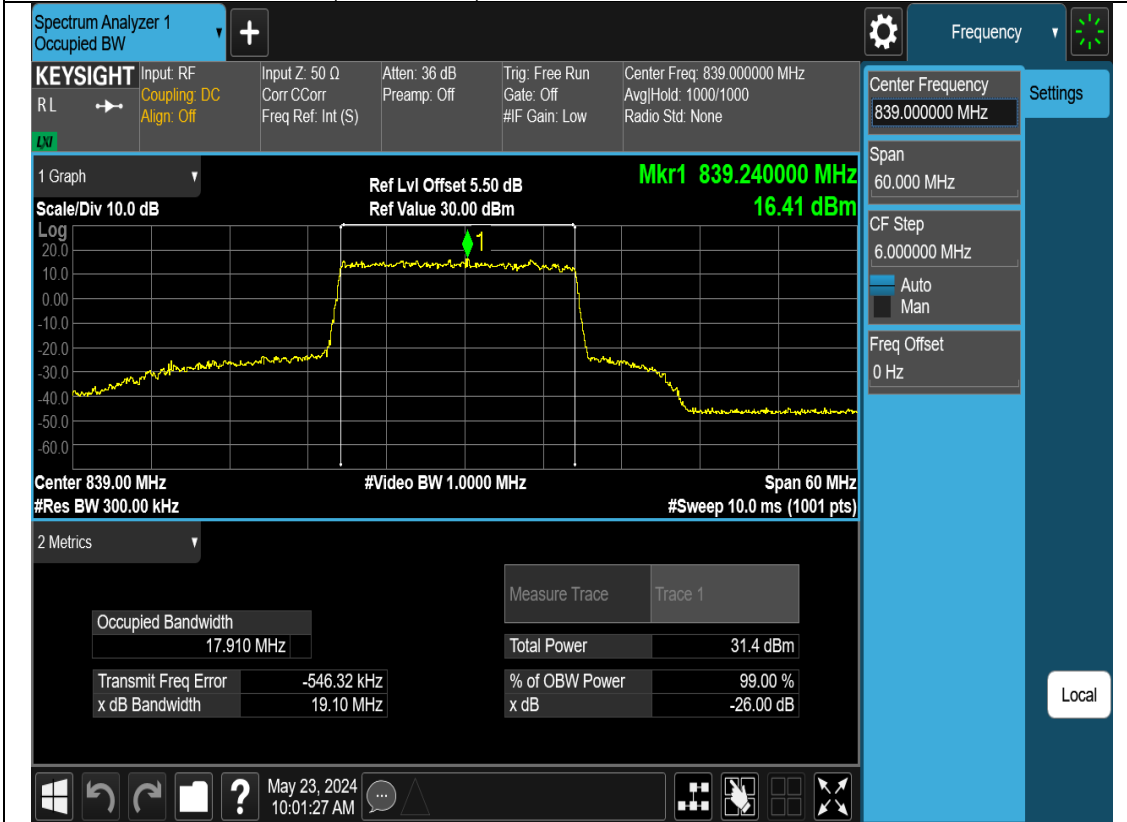 Spectrum Analyzer 1
Occupied BW
+
Frequency
KEYSIGHT
R L
LXI
Input: RF
Coupling: DC
Align: Off
Input Z: 50 Ω
Corr CCorr
Freq Ref: Int (S)
Atten: 36 dB
Preamp: Off
Trig: Free Run
Gate: Off
#IF Gain: Low
Center Freq: 839.000000 MHz
Avg|Hold: 1000/1000
Radio Std: None
Center Frequency
839.000000 MHz
Settings
Span
60.000 MHz
CF Step
6.000000 MHz
Auto
Man
Freq Offset
0 Hz
1 Graph
Scale/Div 10.0 dB
Ref Lvl Offset 5.50 dB
Ref Value 30.00 dBm
Mkr1 839.240000 MHz
16.41 dBm
Log
20.0
10.0
0.00
-10.0
-20.0
-30.0
-40.0
-50.0
-60.0
1
Center 839.00 MHz
#Res BW 300.00 kHz
#Video BW 1.0000 MHz
Span 60 MHz
#Sweep 10.0 ms (1001 pts)
2 Metrics
Measure Trace Trace 1
Occupied Bandwidth
17.910 MHz
Total Power 31.4 dBm
Transmit Freq Error -546.32 kHz
% of OBW Power 99.00 %
x dB Bandwidth 19.10 MHz
x dB -26.00 dB
Local
?
May 23, 2024
10:01:27 AM